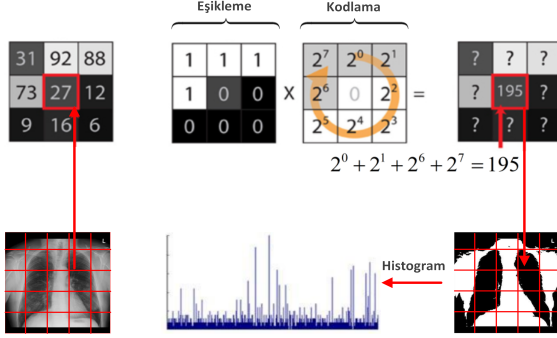 Eşikleme Kodlama
31 92 88 1 1 1 2⁷ 2⁰ 2¹ ? ? ?
73 27 12 1 0 0 X 2⁶ 0 2² = ? 195 ?
9 16 6 0 0 0 2⁵ 2⁴ 2³ ? ? ?
2⁰ + 2¹ + 2⁶ + 2⁷ = 195
L L
Histogram